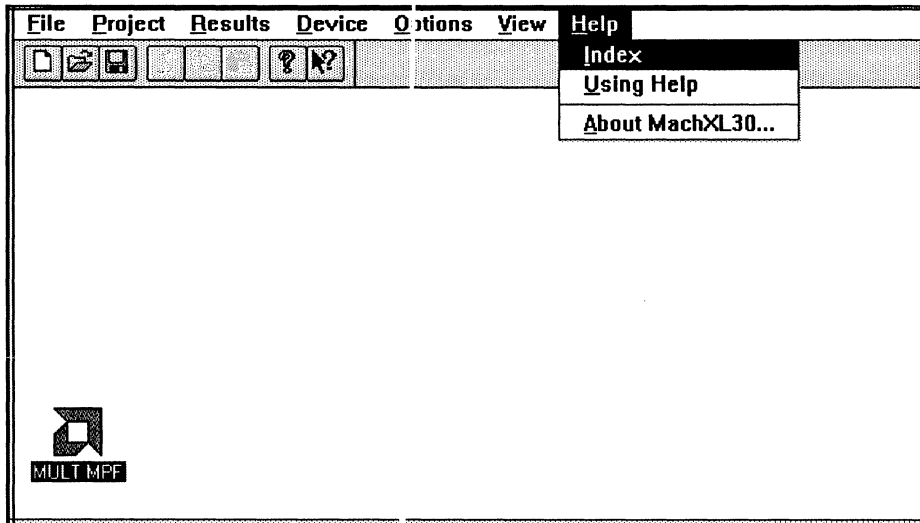 File Project Results Device Options View Help
Index
Using Help
About MachXL30...
MULT MPF